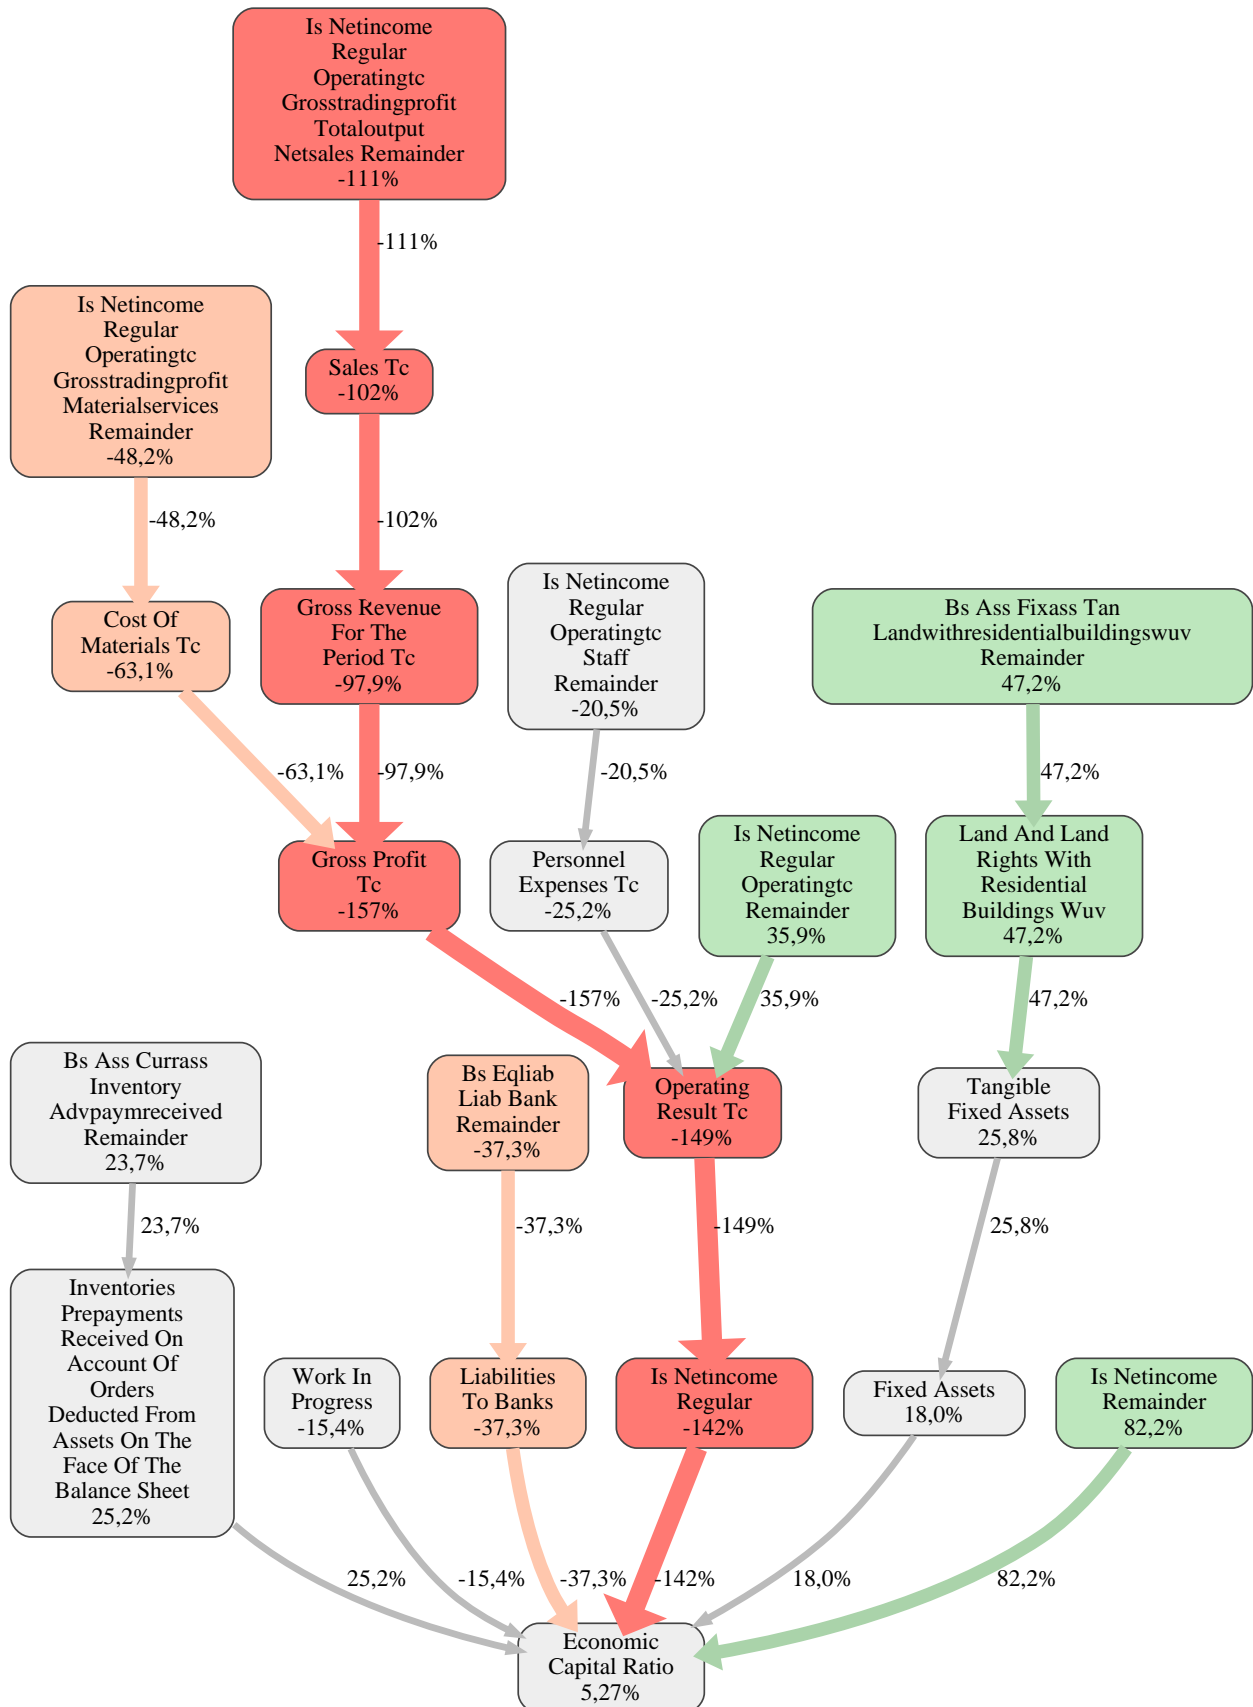 Is Netincome
Regular
Operatingtc
Grosstradingprofit
Totaloutput
Netsales Remainder
-111%
-111%
Is Netincome
Regular
Operatingtc
Grosstradingprofit
Materialservices
Remainder
-48,2%
Sales Tc
-102%
-48,2%
-102%
Cost Of
Materials Tc
-63,1%
Gross Revenue
For The
Period Tc
-97,9%
Is Netincome
Regular
Operatingtc
Staff
Remainder
-20,5%
Bs Ass Fixass Tan
Landwithresidentialbuildingswuv
Remainder
47,2%
-63,1%
-97,9%
-20,5%
47,2%
Gross Profit
Tc
-157%
Personnel
Expenses Tc
-25,2%
Is Netincome
Regular
Operatingtc
Remainder
35,9%
Land And Land
Rights With
Residential
Buildings Wuv
47,2%
-157%
-25,2%
35,9%
47,2%
Bs Ass Currass
Inventory
Advpaymreceived
Remainder
23,7%
Bs Eqliab
Liab Bank
Remainder
-37,3%
Operating
Result Tc
-149%
Tangible
Fixed Assets
25,8%
23,7%
-37,3%
-149%
25,8%
Inventories
Prepayments
Received On
Account Of
Orders
Deducted From
Assets On The
Face Of The
Balance Sheet
25,2%
Work In
Progress
-15,4%
Liabilities
To Banks
-37,3%
Is Netincome
Regular
-142%
Fixed Assets
18,0%
Is Netincome
Remainder
82,2%
25,2%
-15,4%
-37,3%
-142%
18,0%
82,2%
Economic
Capital Ratio
5,27%